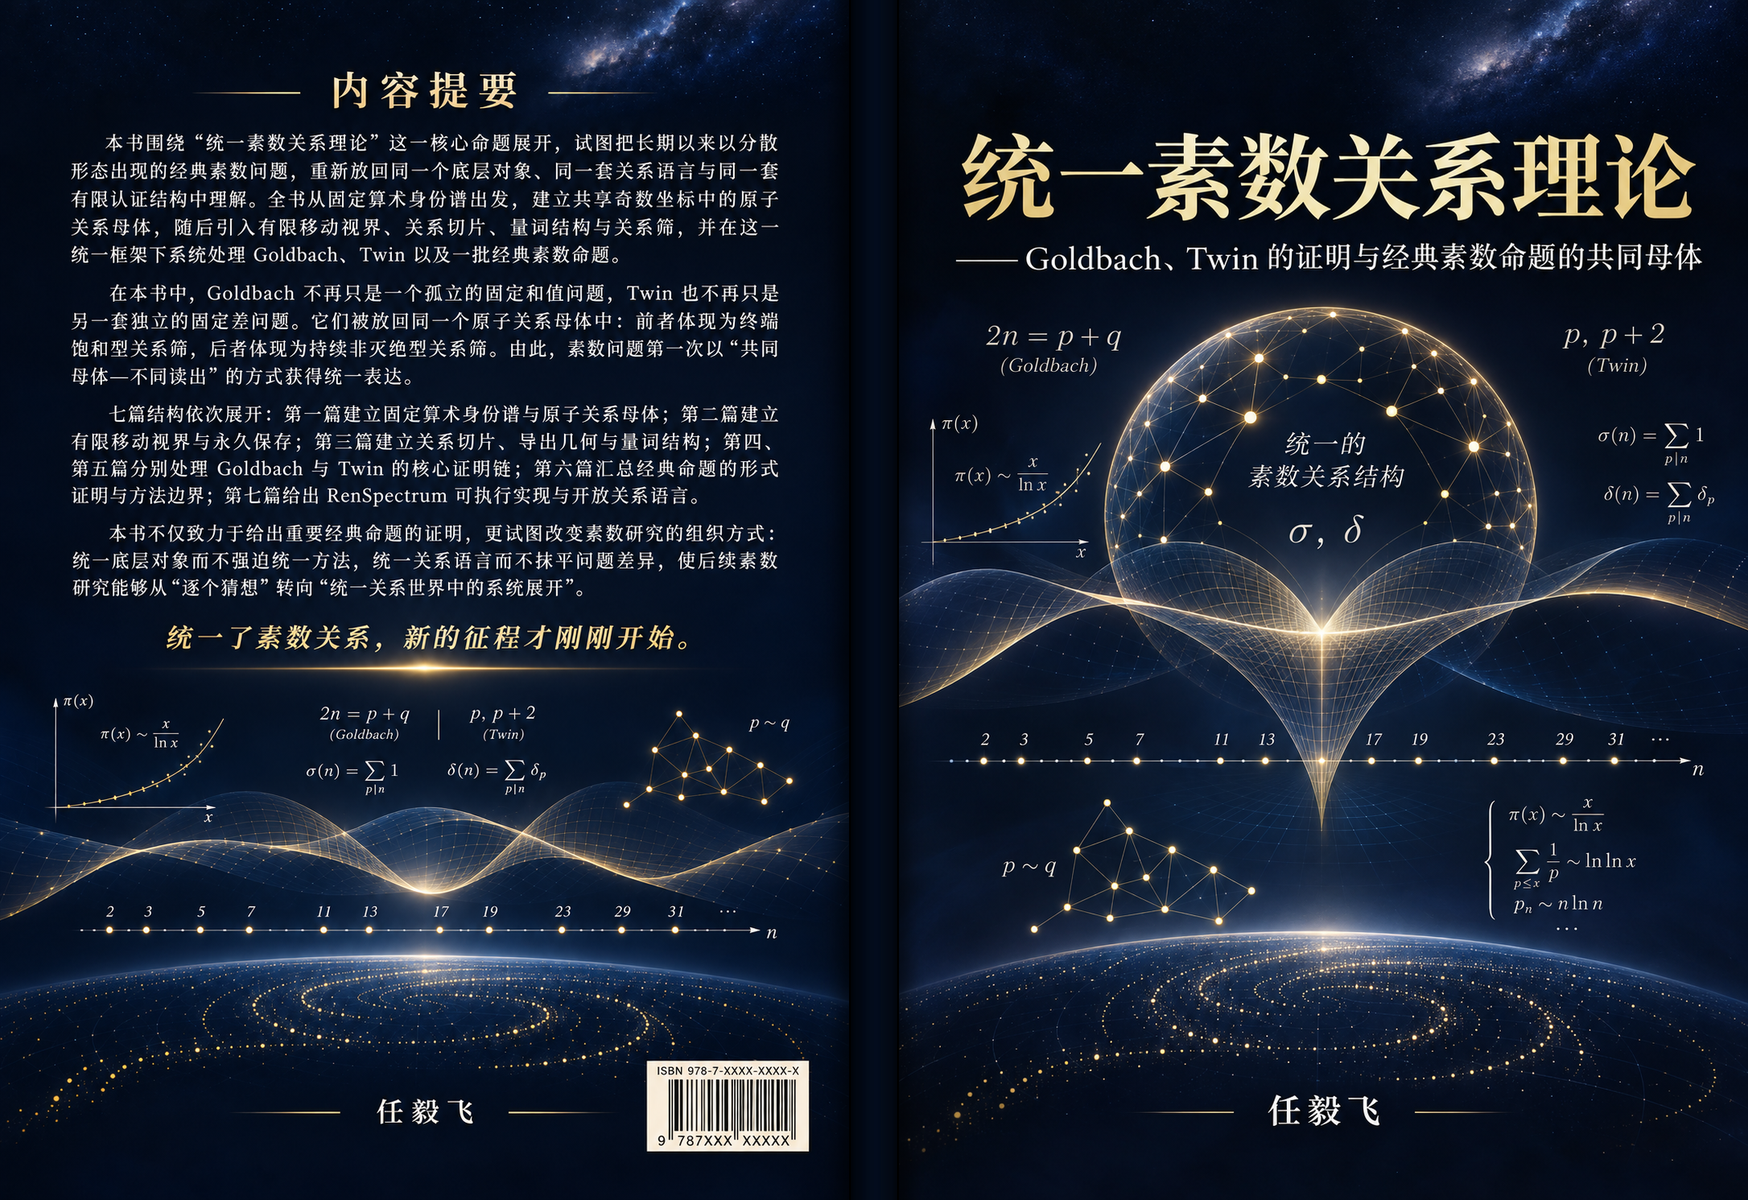 内容提要
本书围绕“统一素数关系理论”这一核心命题展开，试图把长期以来以分散
形态出现的经典素数问题，重新放回同一个底层对象、同一套关系语言与同一套
有限认证结构中理解。全书从固定算术身份谱出发，建立共享奇数坐标中的原子
关系母体，随后引入有限移动视界、关系切片、量词结构与关系筛，并在这一
统一框架下系统处理 Goldbach、Twin 以及一批经典素数命题。
在本书中，Goldbach 不再只是一个孤立的固定和值问题，Twin 也不再只是
另一套独立的固定差问题。它们被放回同一个原子关系母体中：前者体现为终端
饱和型关系筛，后者体现为持续非灭绝型关系筛。由此，素数问题第一次以“共同
母体—不同读出”的方式获得统一表达。
七篇结构依次展开：第一篇建立固定算术身份谱与原子关系母体；第二篇建立
有限移动视界与永久保存；第三篇建立关系切片、导出几何与量词结构；第四、
第五篇分别处理 Goldbach 与 Twin 的核心证明链；第六篇汇总经典命题的形式
证明与方法边界；第七篇给出 RenSpectrum 可执行实现与开放关系语言。
本书不仅致力于给出重要经典命题的证明，更试图改变素数研究的组织方式：
统一底层对象而不强迫统一方法，统一关系语言而不抹平问题差异，使后续素数
研究能够从“逐个猜想”转向“统一关系世界中的系统展开”。
统一了素数关系，新的征程才刚刚开始。
π(x)
π(x) ~ x / ln x
x
2n = p + q
(Goldbach)
p, p + 2
(Twin)
σ(n) = ∑_{p|n} 1
δ(n) = ∑_{p|n} δ_p
p ~ q
2 3 5 7 11 13 17 19 23 29 31 ···
n
任毅飞
ISBN 978-7-XXXX-XXXX-X
9 787XXX XXXXX
统一素数关系理论
——Goldbach、Twin 的证明与经典素数命题的共同母体
2n = p + q
(Goldbach)
p, p + 2
(Twin)
π(x)
π(x) ~ x / ln x
x
统一的
素数关系结构
σ, δ
σ(n) = ∑_{p|n} 1
δ(n) = ∑_{p|n} δ_p
2 3 5 7 11 13 17 19 23 29 31 ···
n
p ~ q
π(x) ~ x / ln x
∑_{p≤x} 1/p ~ ln ln x
p_n ~ n ln n
···
任毅飞